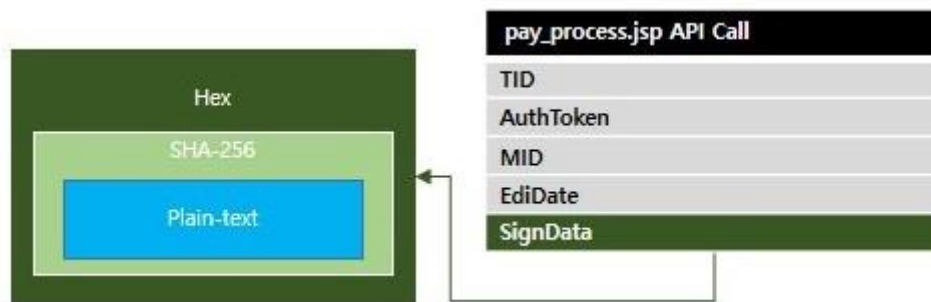 Hex
SHA-256
Plain-text
pay_process.jsp API Call
TID
AuthToken
MID
EdiDate
SignData